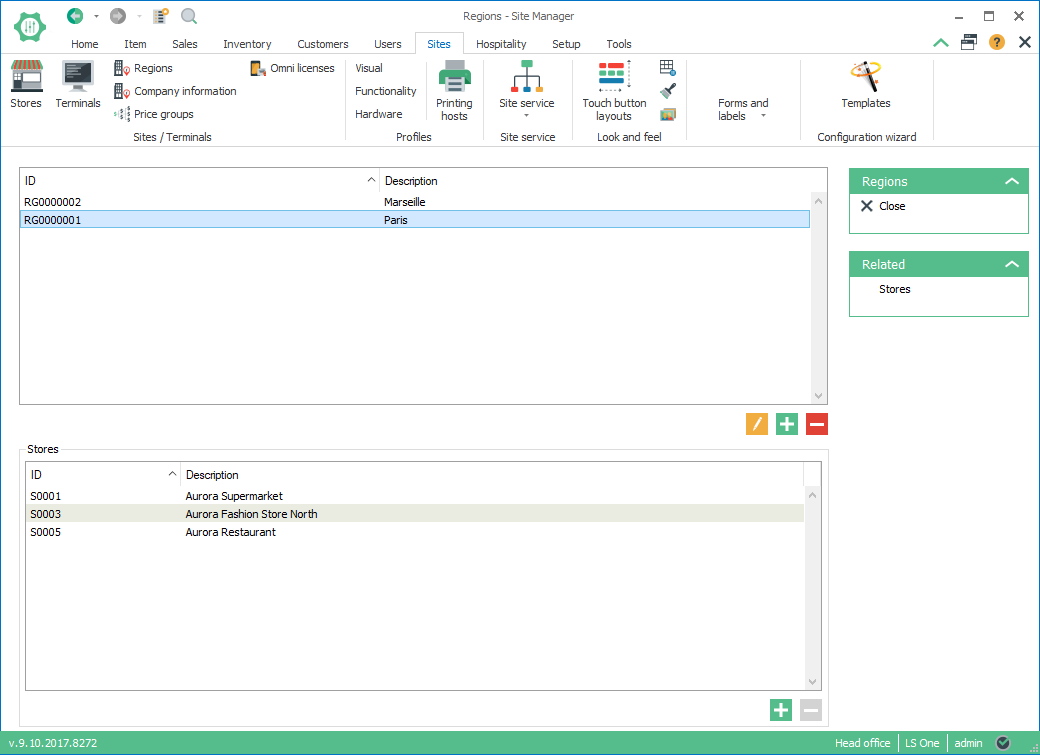 Regions - Site Manager
Home Item Sales Inventory Customers Users Sites Hospitality Setup Tools
Stores
Terminals
Regions
Company information
Price groups
Omni licenses
Sites / Terminals
Visual
Functionality
Hardware
Printing
hosts
Profiles
Site service
Site service
Touch button
layouts
Look and feel
Forms and
labels
Templates
Configuration wizard
ID Description
RG0000002 Marseille
RG0000001 Paris
Regions
Close
Related
Stores
Stores
ID Description
S0001 Aurora Supermarket
S0003 Aurora Fashion Store North
S0005 Aurora Restaurant
v.9.10.2017.8272 Head office LS One admin